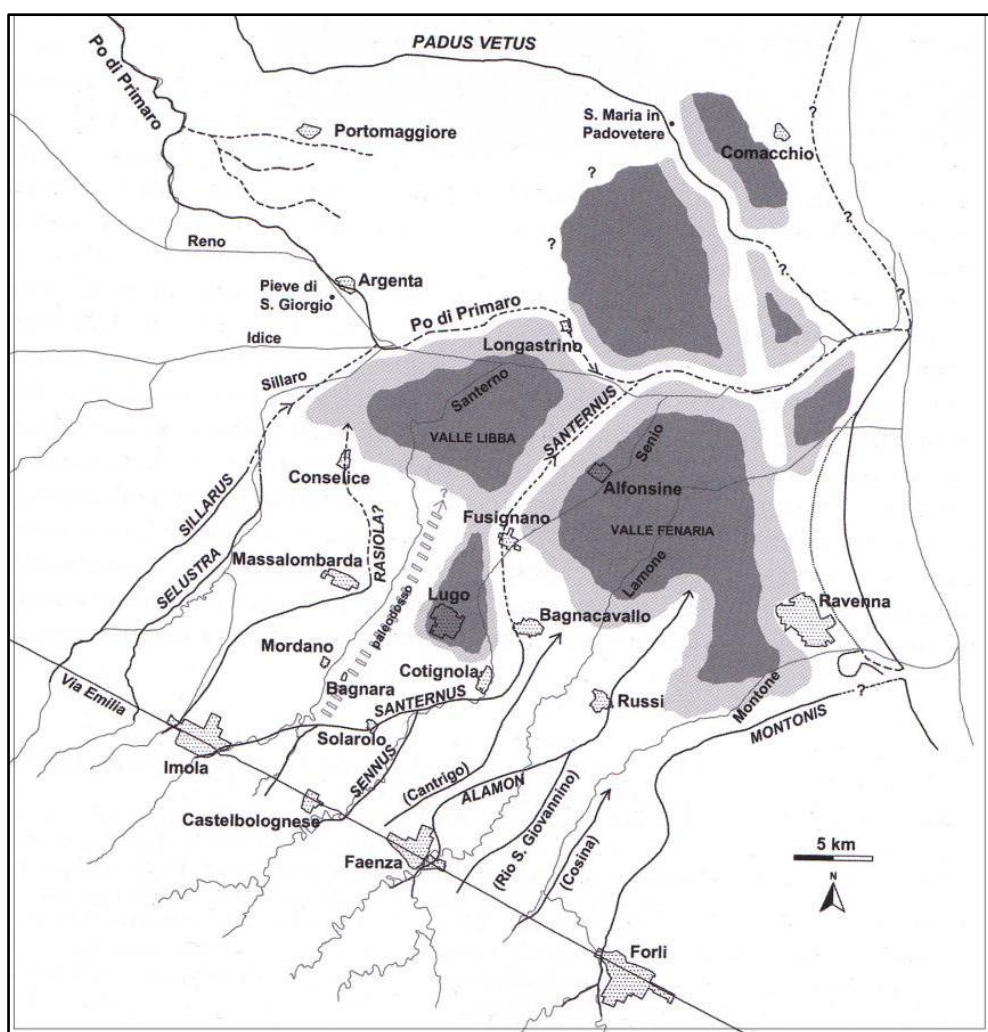 PADUS VETUS
Po di Primaro
Portomaggiore
S. Maria in
Padovetere
Comacchio
?
?
?
?
?
?
?
Reno
Argenta
Pieve di
S. Giorgio
Po di Primaro
Idice
Longastrino
Sillaro
Santerno
VALLE LIBBA
SANTERNUS
Senio
Conselice
Alfonsine
SILLARUS
RASIOLA?
?
Fusignano
VALLE FENARIA
SELUSTRA
Massalombarda
paleodosso
Lugo
Lamone
Bagnacavallo
Ravenna
Mordano
Cotignola
Bagnara
SANTERNUS
Russi
Montone
Via Emilia
MONTONIS
?
Solarolo
Imola
SENNUS
(Cantrigo)
ALAMON
(Rio S. Giovannino)
(Cosina)
Castelbolognese
Faenza
5 km
N
Forlì